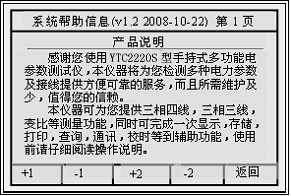 系统帮助信息(v1.2 2008-10-22) 第 1 页
产品说明
感谢您使用YTC2220S型手持式多功能电
参数测试仪,本仪器将为您检测多种电力参数
及接线提供方便可靠的服务,而且所需维护及
少,值得您的信赖。
本仪器可为您提供三相四线,三相三线,
变比等测量功能,同时可完成一次显示,存储,
打印,查询,通讯,校时等到辅助功能,使用
前请仔细阅读操作说明。
+1 -1 +2 -2 返回